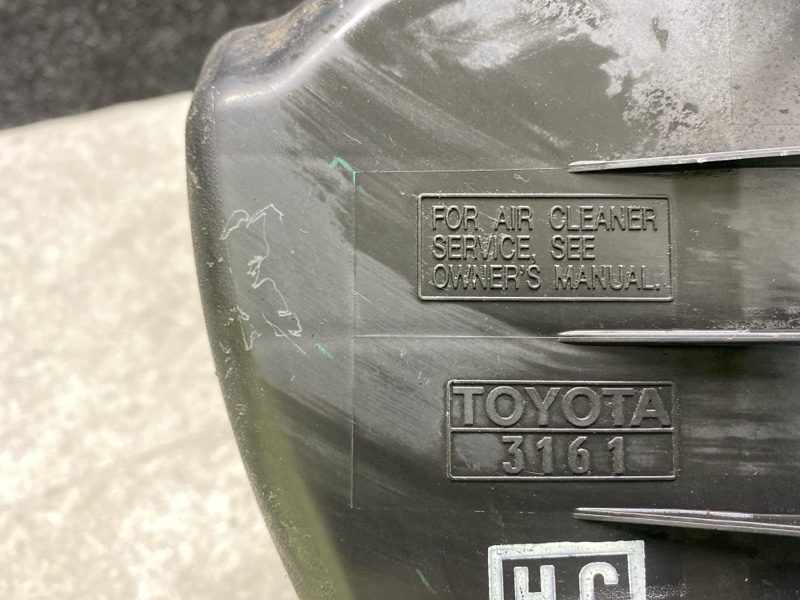 FOR AIR CLEANER
SERVICE, SEE
OWNER'S MANUAL.
TOYOTA
3161
H.C